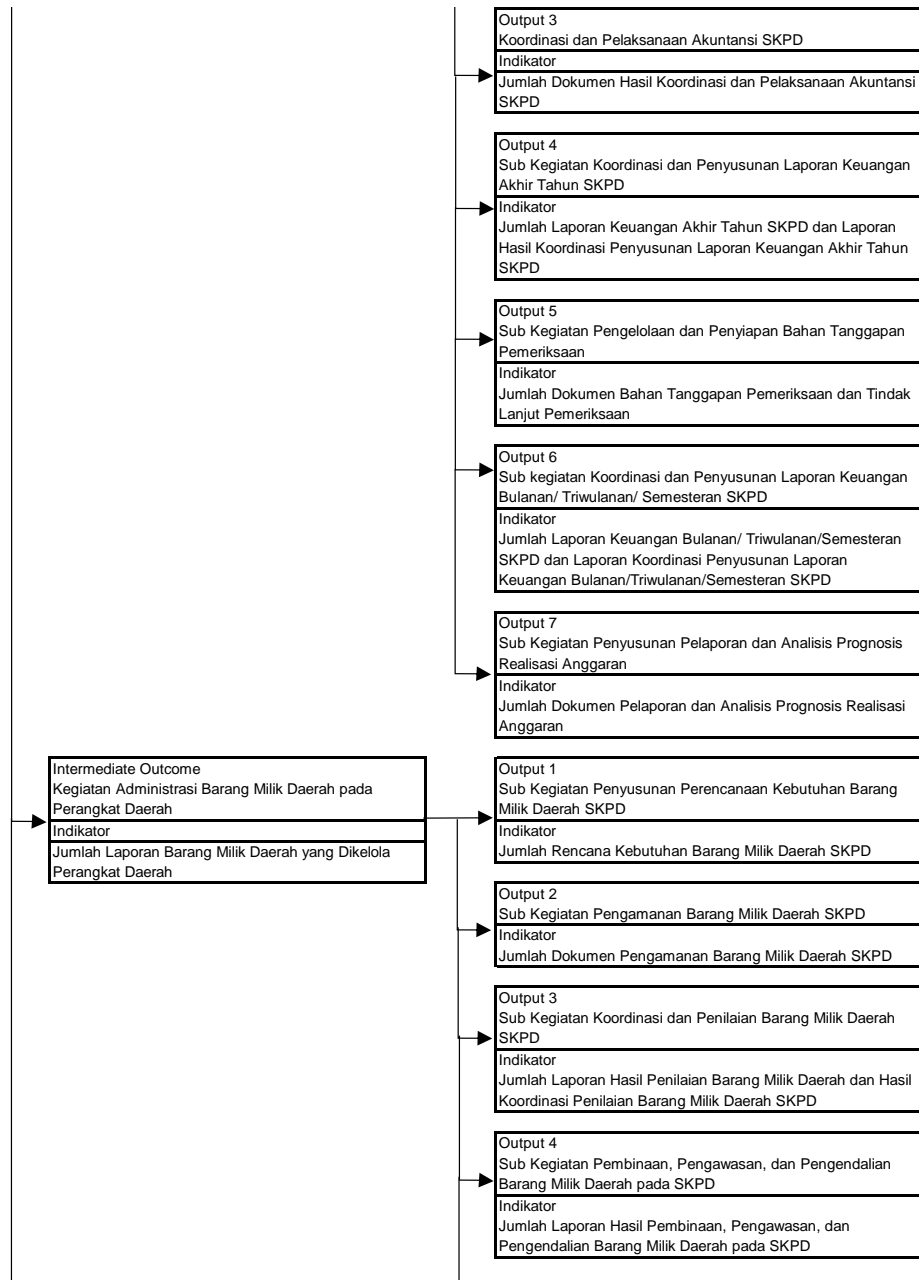 Output 3
Koordinasi dan Pelaksanaan Akuntansi SKPD
Indikator
Jumlah Dokumen Hasil Koordinasi dan Pelaksanaan Akuntansi
SKPD
Output 4
Sub Kegiatan Koordinasi dan Penyusunan Laporan Keuangan
Akhir Tahun SKPD
Indikator
Jumlah Laporan Keuangan Akhir Tahun SKPD dan Laporan
Hasil Koordinasi Penyusunan Laporan Keuangan Akhir Tahun
SKPD
Output 5
Sub Kegiatan Pengelolaan dan Penyiapan Bahan Tanggapan
Pemeriksaan
Indikator
Jumlah Dokumen Bahan Tanggapan Pemeriksaan dan Tindak
Lanjut Pemeriksaan
Output 6
Sub kegiatan Koordinasi dan Penyusunan Laporan Keuangan
Bulanan/ Triwulanan/ Semesteran SKPD
Indikator
Jumlah Laporan Keuangan Bulanan/ Triwulanan/Semesteran
SKPD dan Laporan Koordinasi Penyusunan Laporan
Keuangan Bulanan/Triwulanan/Semesteran SKPD
Output 7
Sub Kegiatan Penyusunan Pelaporan dan Analisis Prognosis
Realisasi Anggaran
Indikator
Jumlah Dokumen Pelaporan dan Analisis Prognosis Realisasi
Anggaran
Intermediate Outcome
Kegiatan Administrasi Barang Milik Daerah pada
Perangkat Daerah
Indikator
Jumlah Laporan Barang Milik Daerah yang Dikelola
Perangkat Daerah
Output 1
Sub Kegiatan Penyusunan Perencanaan Kebutuhan Barang
Milik Daerah SKPD
Indikator
Jumlah Rencana Kebutuhan Barang Milik Daerah SKPD
Output 2
Sub Kegiatan Pengamanan Barang Milik Daerah SKPD
Indikator
Jumlah Dokumen Pengamanan Barang Milik Daerah SKPD
Output 3
Sub Kegiatan Koordinasi dan Penilaian Barang Milik Daerah
SKPD
Indikator
Jumlah Laporan Hasil Penilaian Barang Milik Daerah dan Hasil
Koordinasi Penilaian Barang Milik Daerah SKPD
Output 4
Sub Kegiatan Pembinaan, Pengawasan, dan Pengendalian
Barang Milik Daerah pada SKPD
Indikator
Jumlah Laporan Hasil Pembinaan, Pengawasan, dan
Pengendalian Barang Milik Daerah pada SKPD